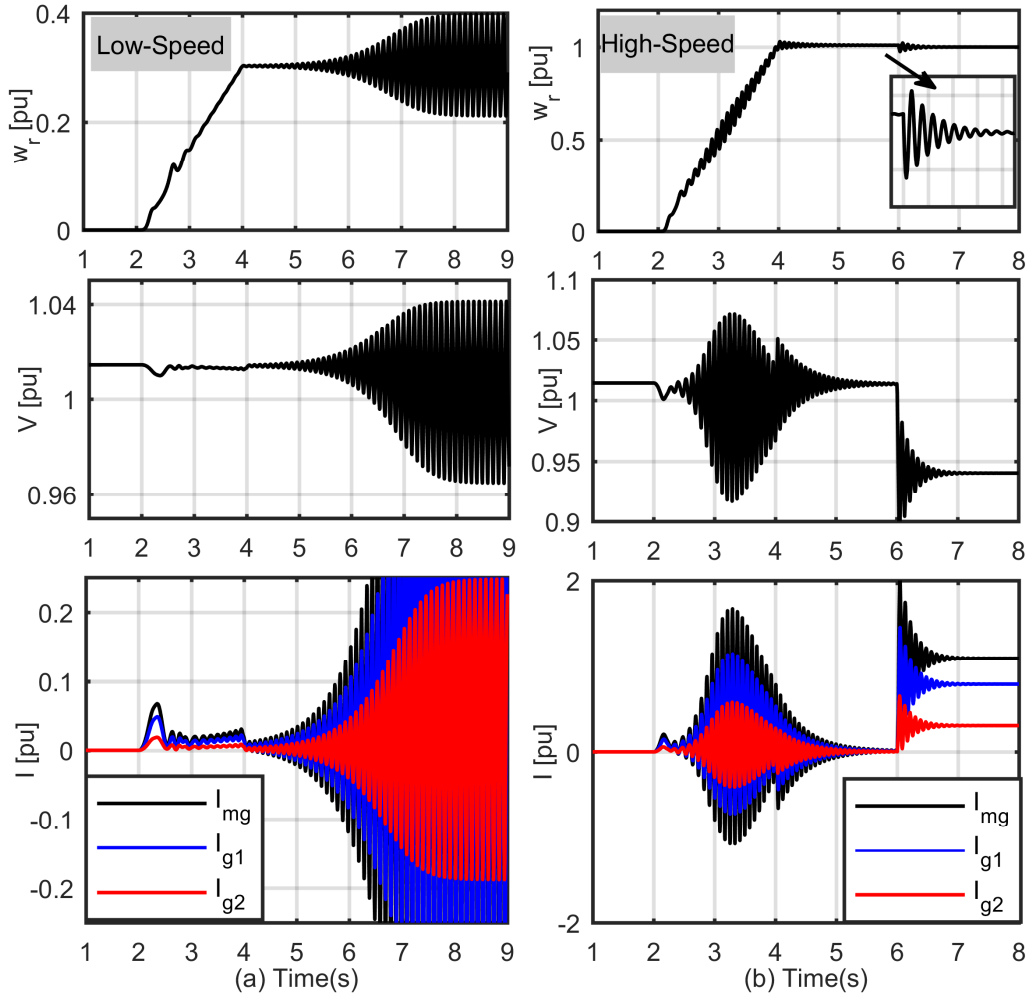 Low-Speed
w_r [pu]
0.4
0.2
0
1 2 3 4 5 6 7 8 9
High-Speed
w_r [pu]
1
0.5
0
1 2 3 4 5 6 7 8
V [pu]
1.04
1
0.96
1 2 3 4 5 6 7 8 9
V [pu]
1.1
1.05
1.0
0.95
0.9
1 2 3 4 5 6 7 8
I [pu]
0.2
0.1
0
-0.1
-0.2
I_mg
I_g1
I_g2
1 2 3 4 5 6 7 8 9
(a) Time(s)
I [pu]
2
0
-2
I_mg
I_g1
I_g2
1 2 3 4 5 6 7 8
(b) Time(s)